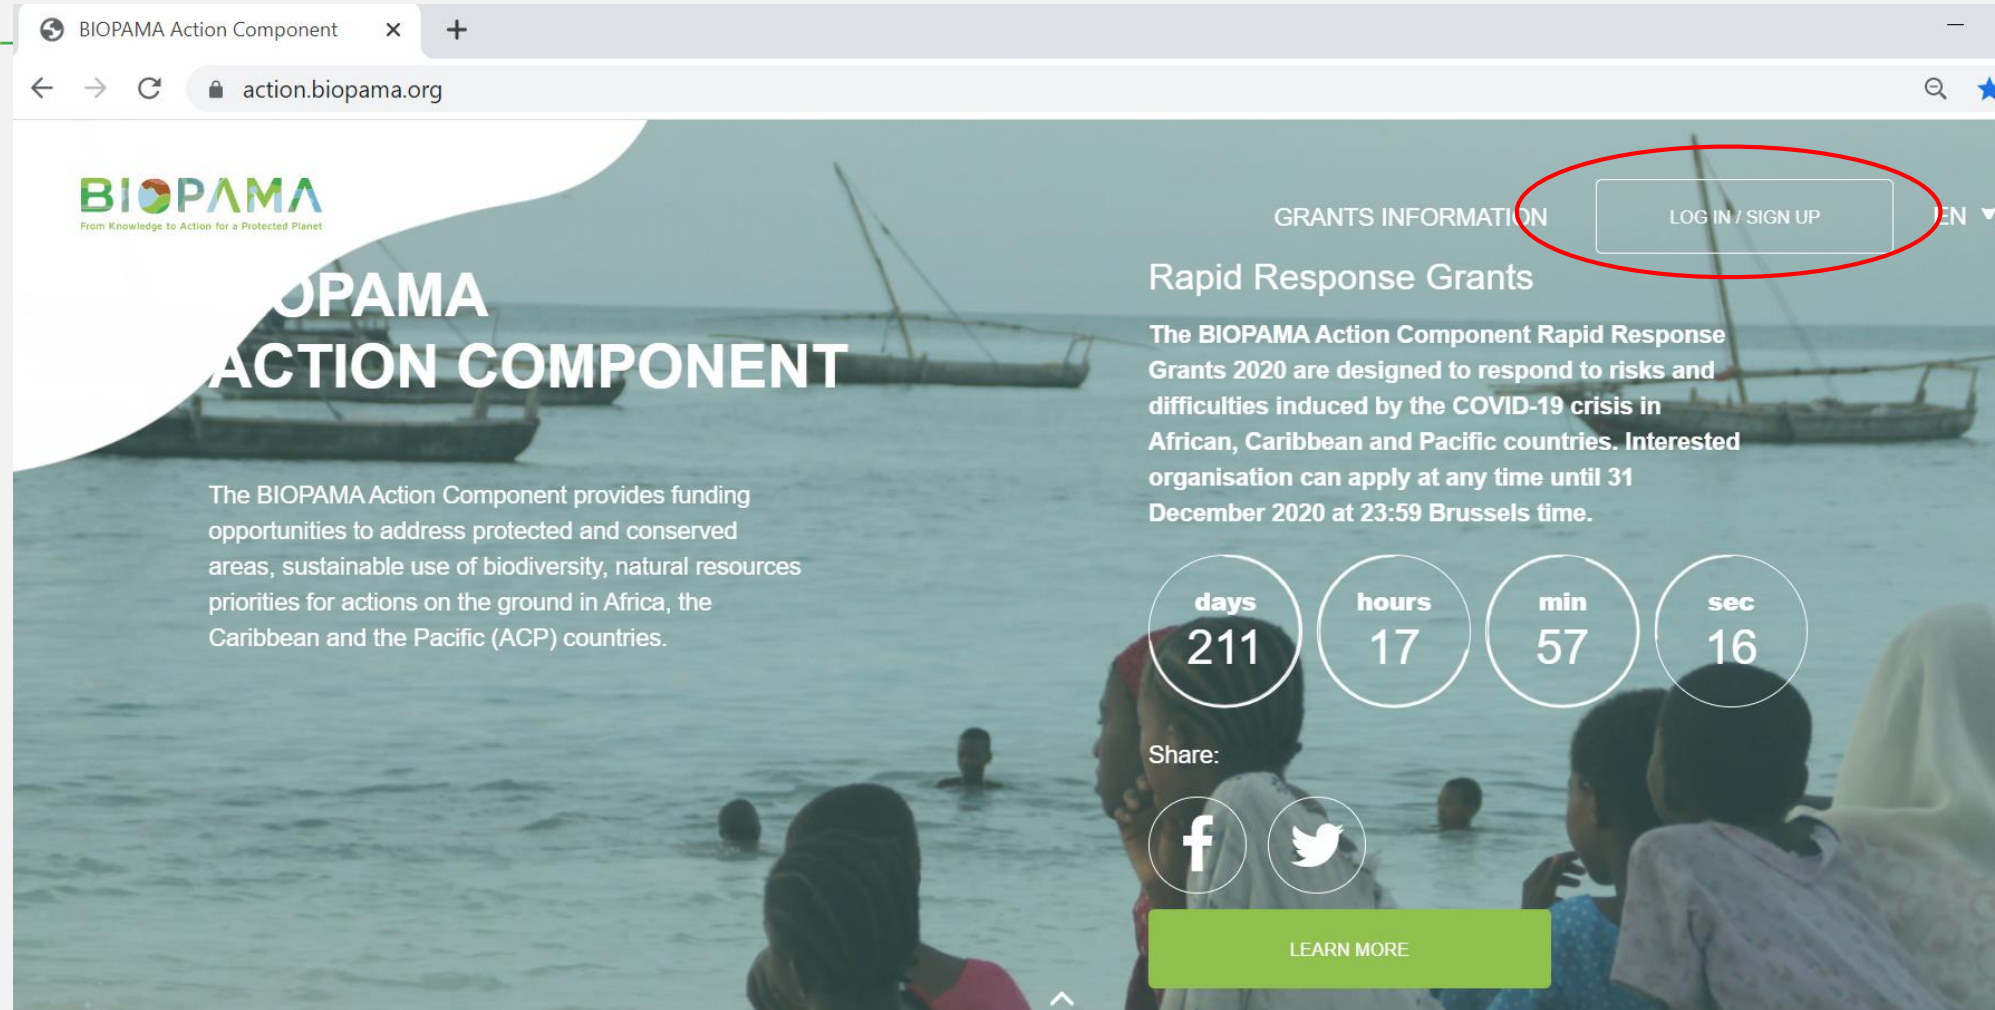 BIOPAMA Action Component
action.biopama.org
BIOPAMA
From Knowledge to Action for a Protected Planet
GRANTS INFORMATION
LOG IN / SIGN UP
EN
BIOPAMA
ACTION COMPONENT
The BIOPAMA Action Component provides funding
opportunities to address protected and conserved
areas, sustainable use of biodiversity, natural resources
priorities for actions on the ground in Africa, the
Caribbean and the Pacific (ACP) countries.
Rapid Response Grants
The BIOPAMA Action Component Rapid Response
Grants 2020 are designed to respond to risks and
difficulties induced by the COVID-19 crisis in
African, Caribbean and Pacific countries. Interested
organisation can apply at any time until 31
December 2020 at 23:59 Brussels time.
days hours min sec
211 17 57 16
Share:
LEARN MORE